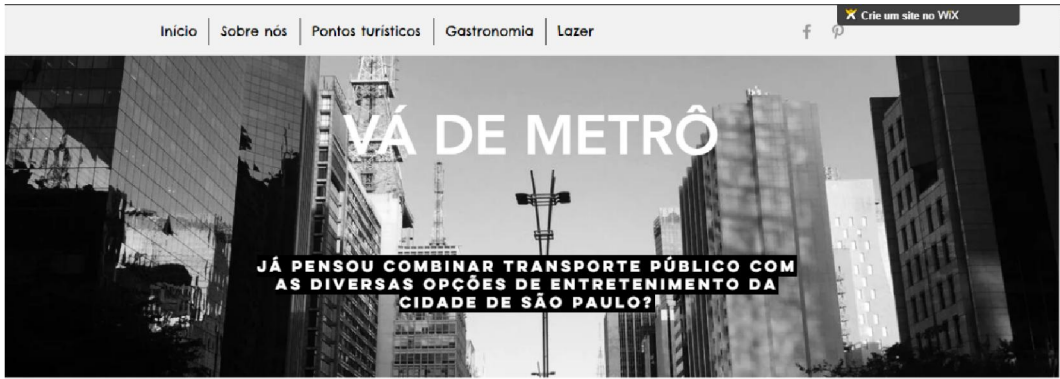 Início Sobre nós Pontos turísticos Gastronomia Lazer
Crie um site no WiX
VÁ DE METRÔ
JÁ PENSOU COMBINAR TRANSPORTE PÚBLICO COM
AS DIVERSAS OPÇÕES DE ENTRETENIMENTO DA
CIDADE DE SÃO PAULO?